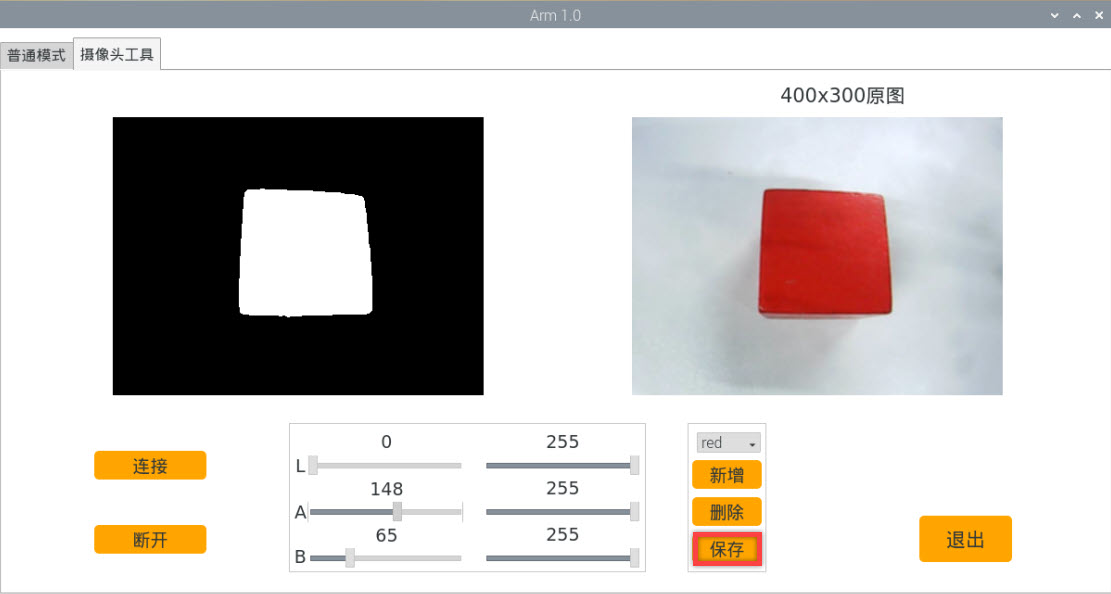 Arm 1.0
普通模式 摄像头工具
400x300原图
连接
断开
0 255
L
148 255
A
65 255
B
red
新增
删除
保存
退出